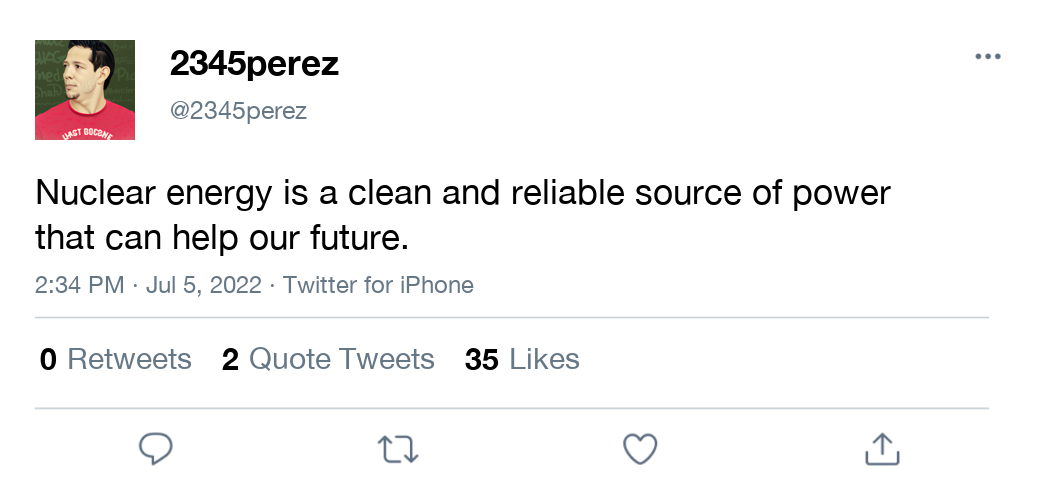 2345perez
@2345perez
Nuclear energy is a clean and reliable source of power
that can help our future.
2:34 PM · Jul 5, 2022 · Twitter for iPhone
0 Retweets 2 Quote Tweets 35 Likes